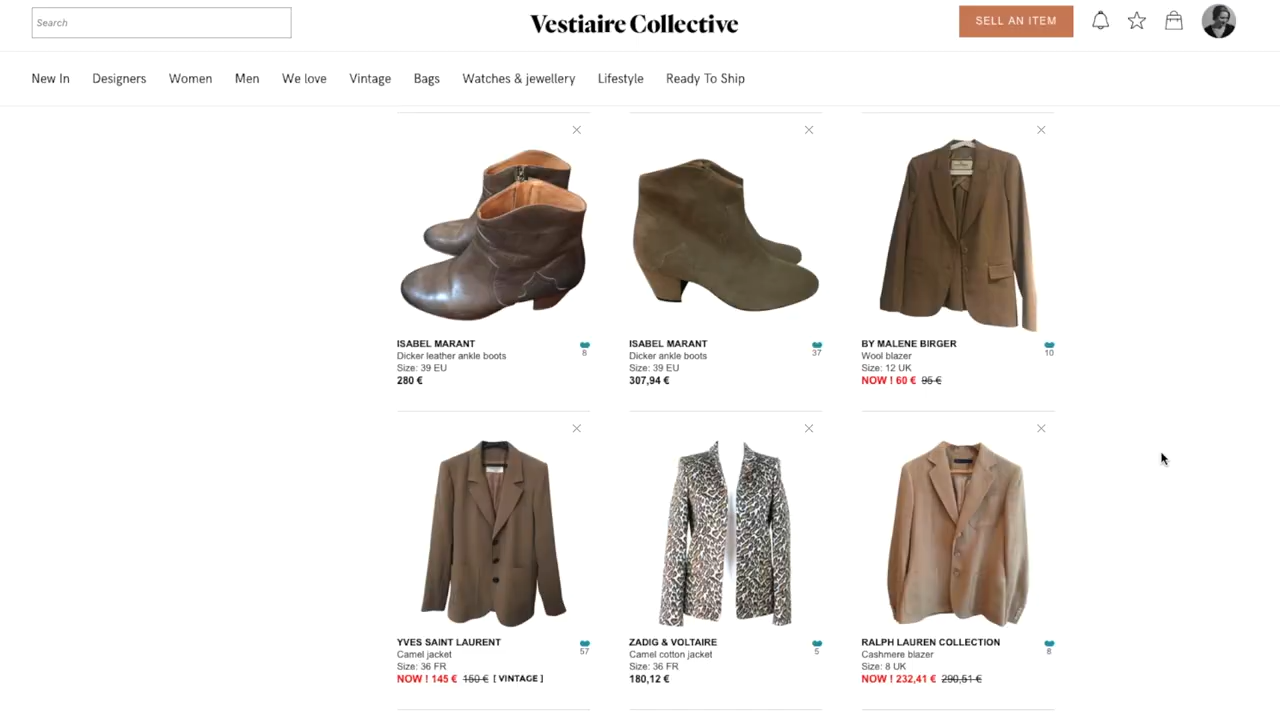 Search
Vestiaire Collective
SELL AN ITEM
New In Designers Women Men We love Vintage Bags Watches & jewellery Lifestyle Ready To Ship
ISABEL MARANT
8
Dicker leather ankle boots
Size: 39 EU
280 €
ISABEL MARANT
37
Dicker ankle boots
Size: 39 EU
307,94 €
BY MALENE BIRGER
10
Wool blazer
Size: 12 UK
NOW ! 60 € 95 €
YVES SAINT LAURENT
57
Camel jacket
Size: 36 FR
NOW ! 145 € 150 € [ VINTAGE ]
ZADIG & VOLTAIRE
5
Camel cotton jacket
Size: 36 FR
180,12 €
RALPH LAUREN COLLECTION
8
Cashmere blazer
Size: 8 UK
NOW ! 232,41 € 290,51 €